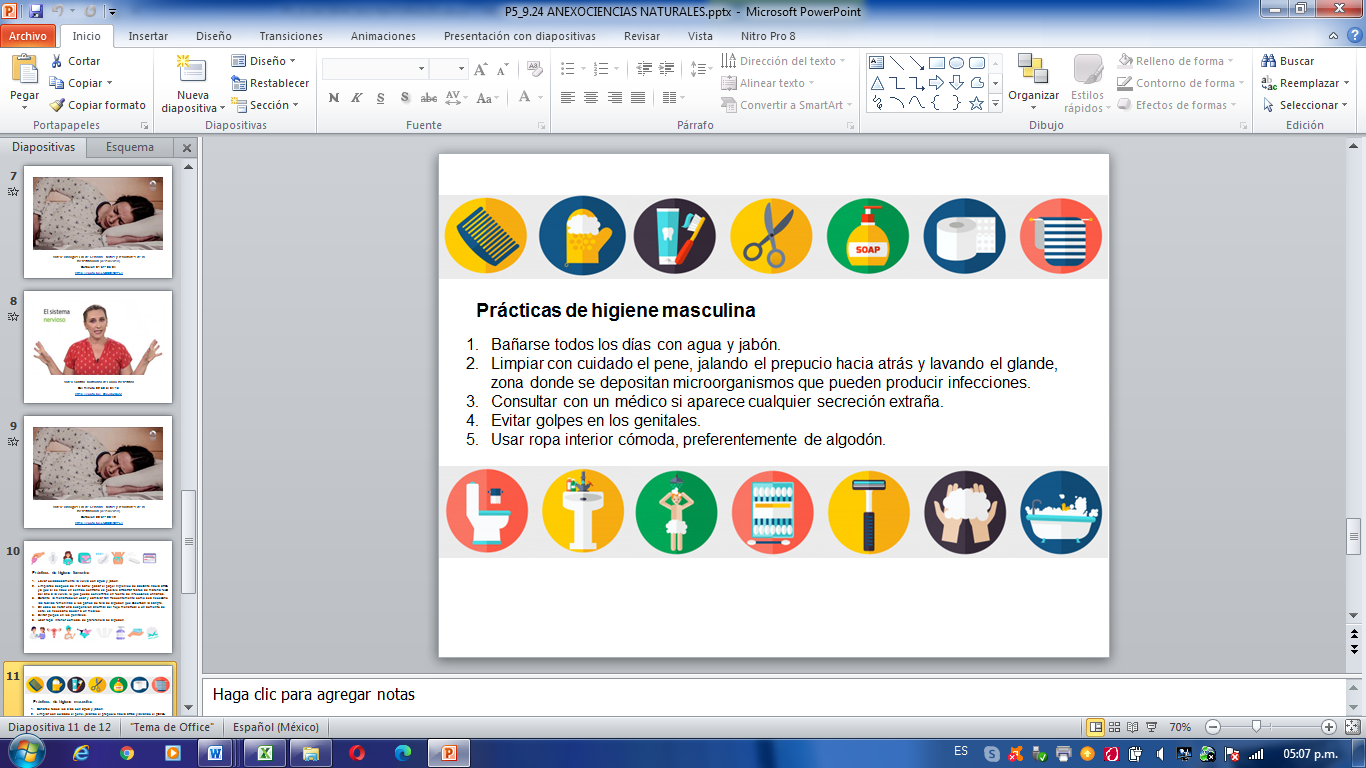 P5_9.24 ANEXOCIENCIAS NATURALES.pptx - Microsoft PowerPoint
Archivo Inicio Insertar Diseño Transiciones Animaciones Presentación con diapositivas Revisar Vista Nitro Pro 8
Pegar
Cortar
Copiar
Copiar formato
Portapapeles
Nueva diapositiva
Diseño
Restablecer
Sección
Diapositivas
N K S S abc AV Aa A
Fuente
Dirección del texto
Alinear texto
Convertir a SmartArt
Párrafo
Organizar
Estilos rápidos
Relleno de forma
Contorno de forma
Efectos de formas
Dibujo
Buscar
Reemplazar
Seleccionar
Edición
Diapositivas Esquema
7
8
El sistema
nervioso
9
10
11
SOAP
Prácticas de higiene masculina
1. Bañarse todos los días con agua y jabón.
2. Limpiar con cuidado el pene, jalando el prepucio hacia atrás y lavando el glande,
zona donde se depositan microorganismos que pueden producir infecciones.
3. Consultar con un médico si aparece cualquier secreción extraña.
4. Evitar golpes en los genitales.
5. Usar ropa interior cómoda, preferentemente de algodón.
Haga clic para agregar notas
Diapositiva 11 de 12 "Tema de Office" Español (México) 70%
ES 05:07 p.m.